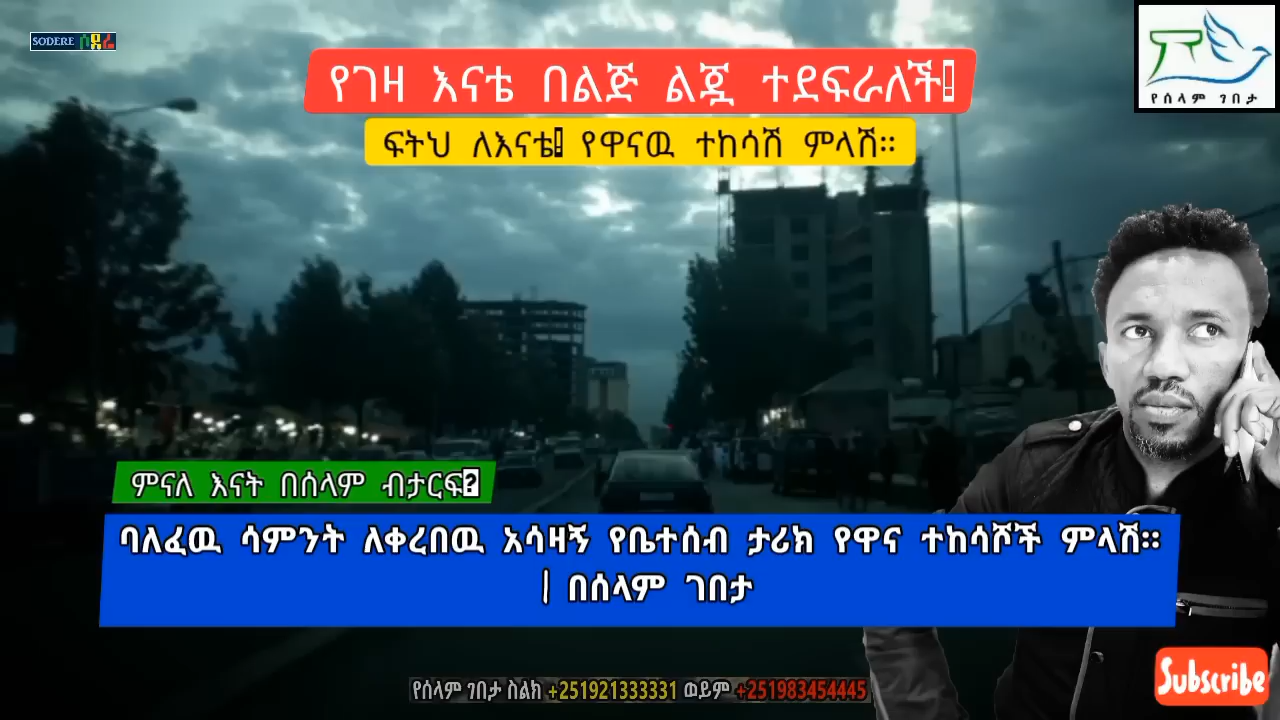 SODERE ሶደሬ
የሰላም ገበታ
የገዛ እናቴ በልጅ ልጇ ተደፍራለች
ፍትህ ለእናቴ የዋናዉ ተከሳሽ ምላሽ።
ምናለ እናት በሰላም ብታርፍ?
ባለፈዉ ሳምንት ለቀረበዉ አሳዛኝ የቤተሰብ ታሪክ የዋና ተከሳሾች ምላሽ።
| በሰላም ገበታ
Subscribe
የሰላም ገበታ ስልክ +251921333331 ወይም +251983454445